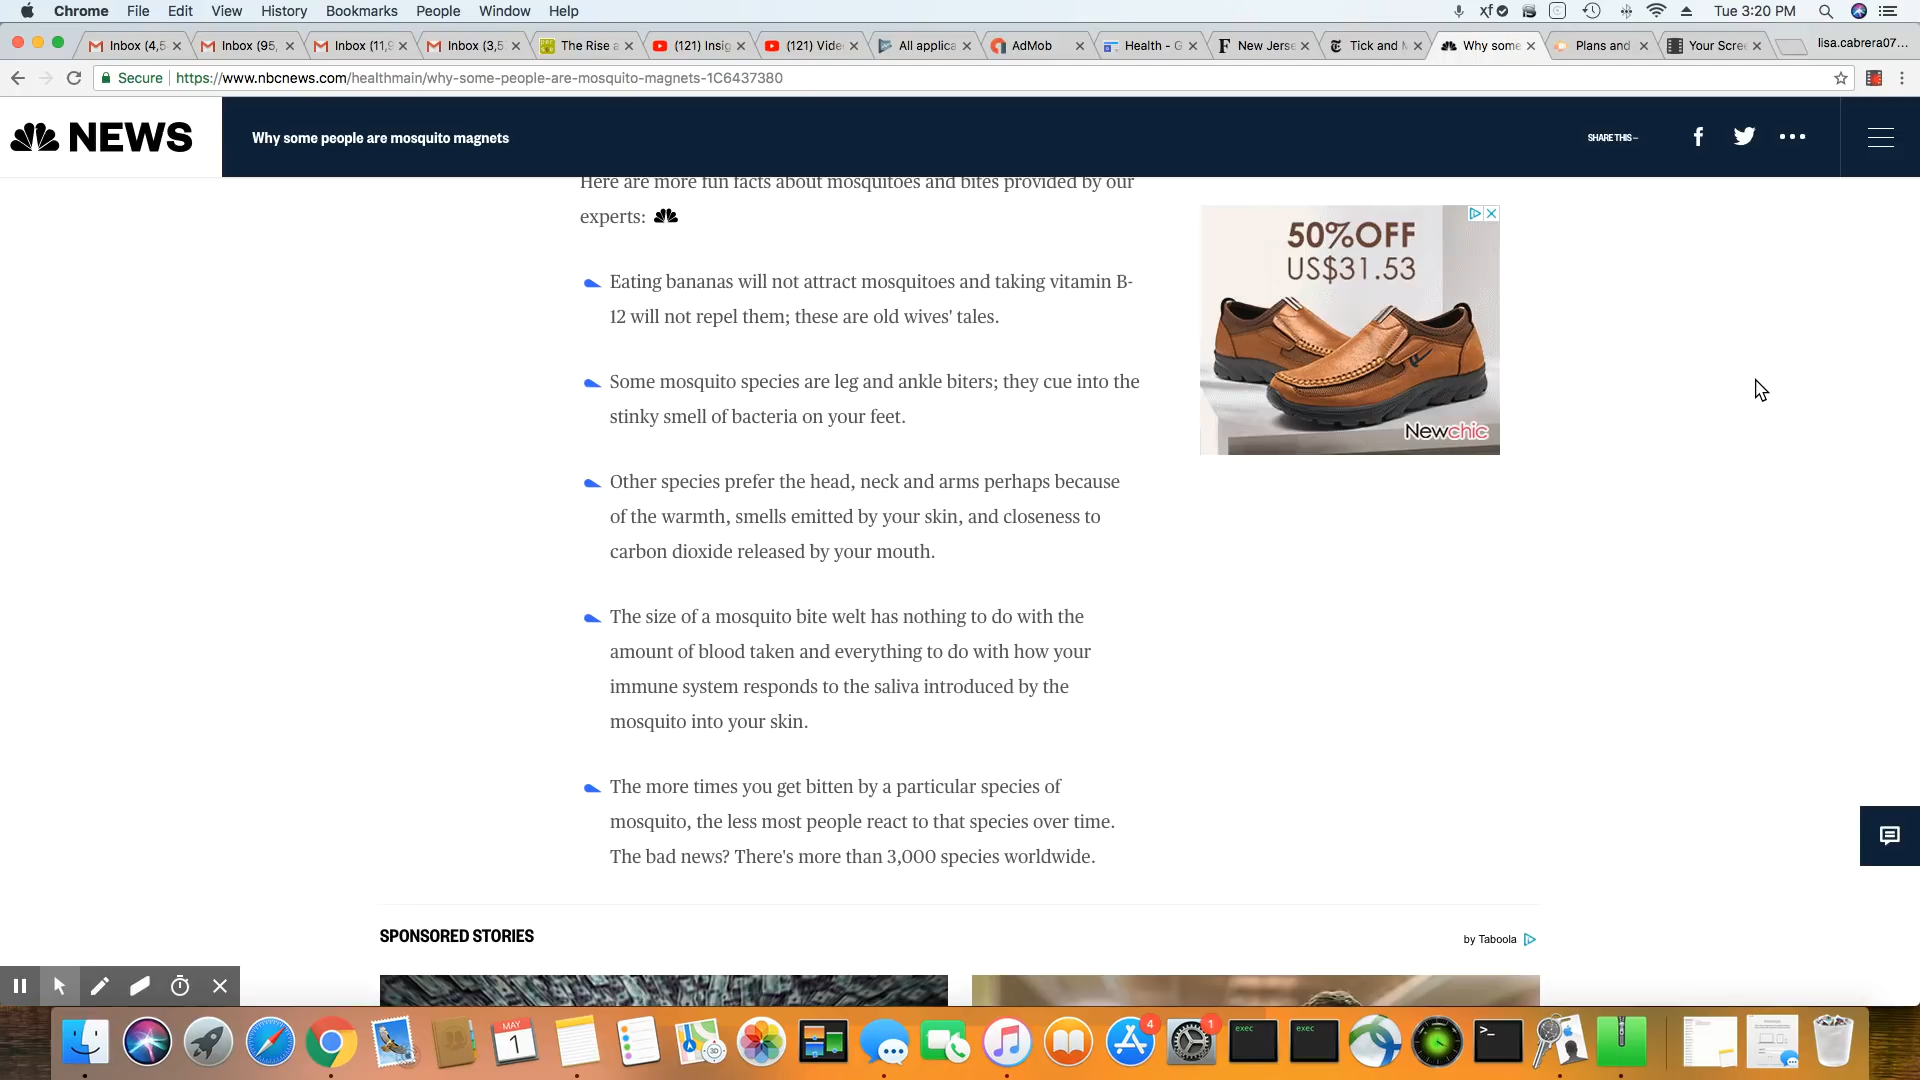 Chrome File Edit View History Bookmarks People Window Help
Tue 3:20 PM
Inbox (4,5 Inbox (95, Inbox (11,9 Inbox (3,5 The Rise a (121) Insig (121) Vide All applica AdMob Health - G New Jerse Tick and M Why some Plans and Your Scree lisa.cabrera07...
Secure https://www.nbcnews.com/healthmain/why-some-people-are-mosquito-magnets-1C6437380
NEWS
Why some people are mosquito magnets
SHARE THIS —
Here are more fun facts about mosquitoes and bites provided by our
experts:
Eating bananas will not attract mosquitoes and taking vitamin B-
12 will not repel them; these are old wives' tales.
Some mosquito species are leg and ankle biters; they cue into the
stinky smell of bacteria on your feet.
Other species prefer the head, neck and arms perhaps because
of the warmth, smells emitted by your skin, and closeness to
carbon dioxide released by your mouth.
The size of a mosquito bite welt has nothing to do with the
amount of blood taken and everything to do with how your
immune system responds to the saliva introduced by the
mosquito into your skin.
The more times you get bitten by a particular species of
mosquito, the less most people react to that species over time.
The bad news? There's more than 3,000 species worldwide.
50%OFF
US$31.53
Newchic
SPONSORED STORIES
by Taboola
MAY
1
3D
4
1
exec
exec